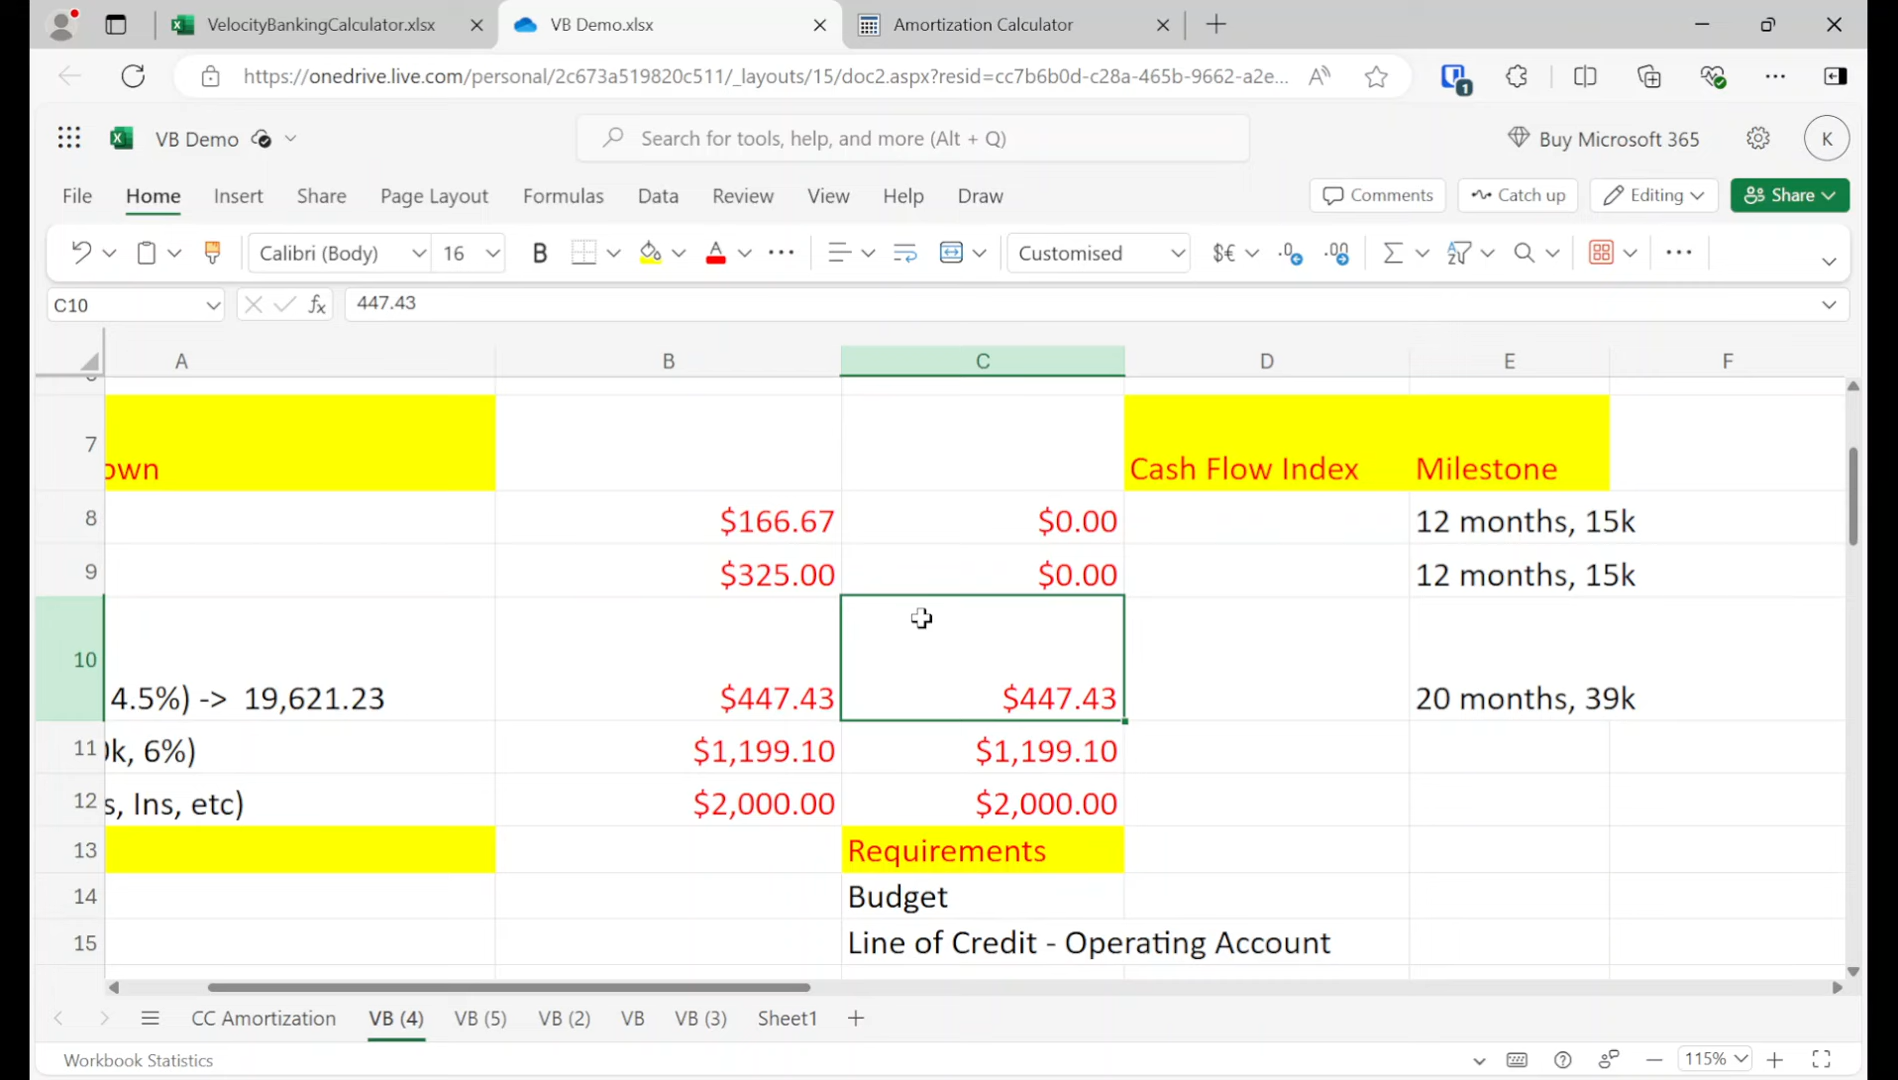 VelocityBankingCalculator.xlsx
VB Demo.xlsx
Amortization Calculator
https://onedrive.live.com/personal/2c673a519820c511/_layouts/15/doc2.aspx?resid=cc7b6b0d-c28a-465b-9662-a2e...
1
VB Demo
Search for tools, help, and more (Alt + Q)
Buy Microsoft 365
K
File Home Insert Share Page Layout Formulas Data Review View Help Draw
Comments Catch up Editing Share
Calibri (Body) 16 B A Customised $€ .0 .00
C10 fx 447.43
A B C D E F
7 own Cash Flow Index Milestone
8 $166.67 $0.00 12 months, 15k
9 $325.00 $0.00 12 months, 15k
10 4.5%) -> 19,621.23 $447.43 $447.43 20 months, 39k
11 0k, 6%) $1,199.10 $1,199.10
12 s, Ins, etc) $2,000.00 $2,000.00
13 Requirements
14 Budget
15 Line of Credit - Operating Account
CC Amortization VB (4) VB (5) VB (2) VB VB (3) Sheet1
Workbook Statistics
115%